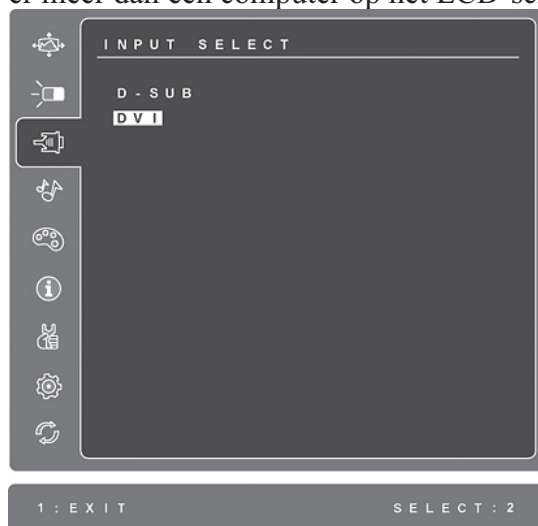 er meer dan een computer op het LCD-sc
INPUT SELECT
D-SUB
DVI
1:EXIT SELECT:2